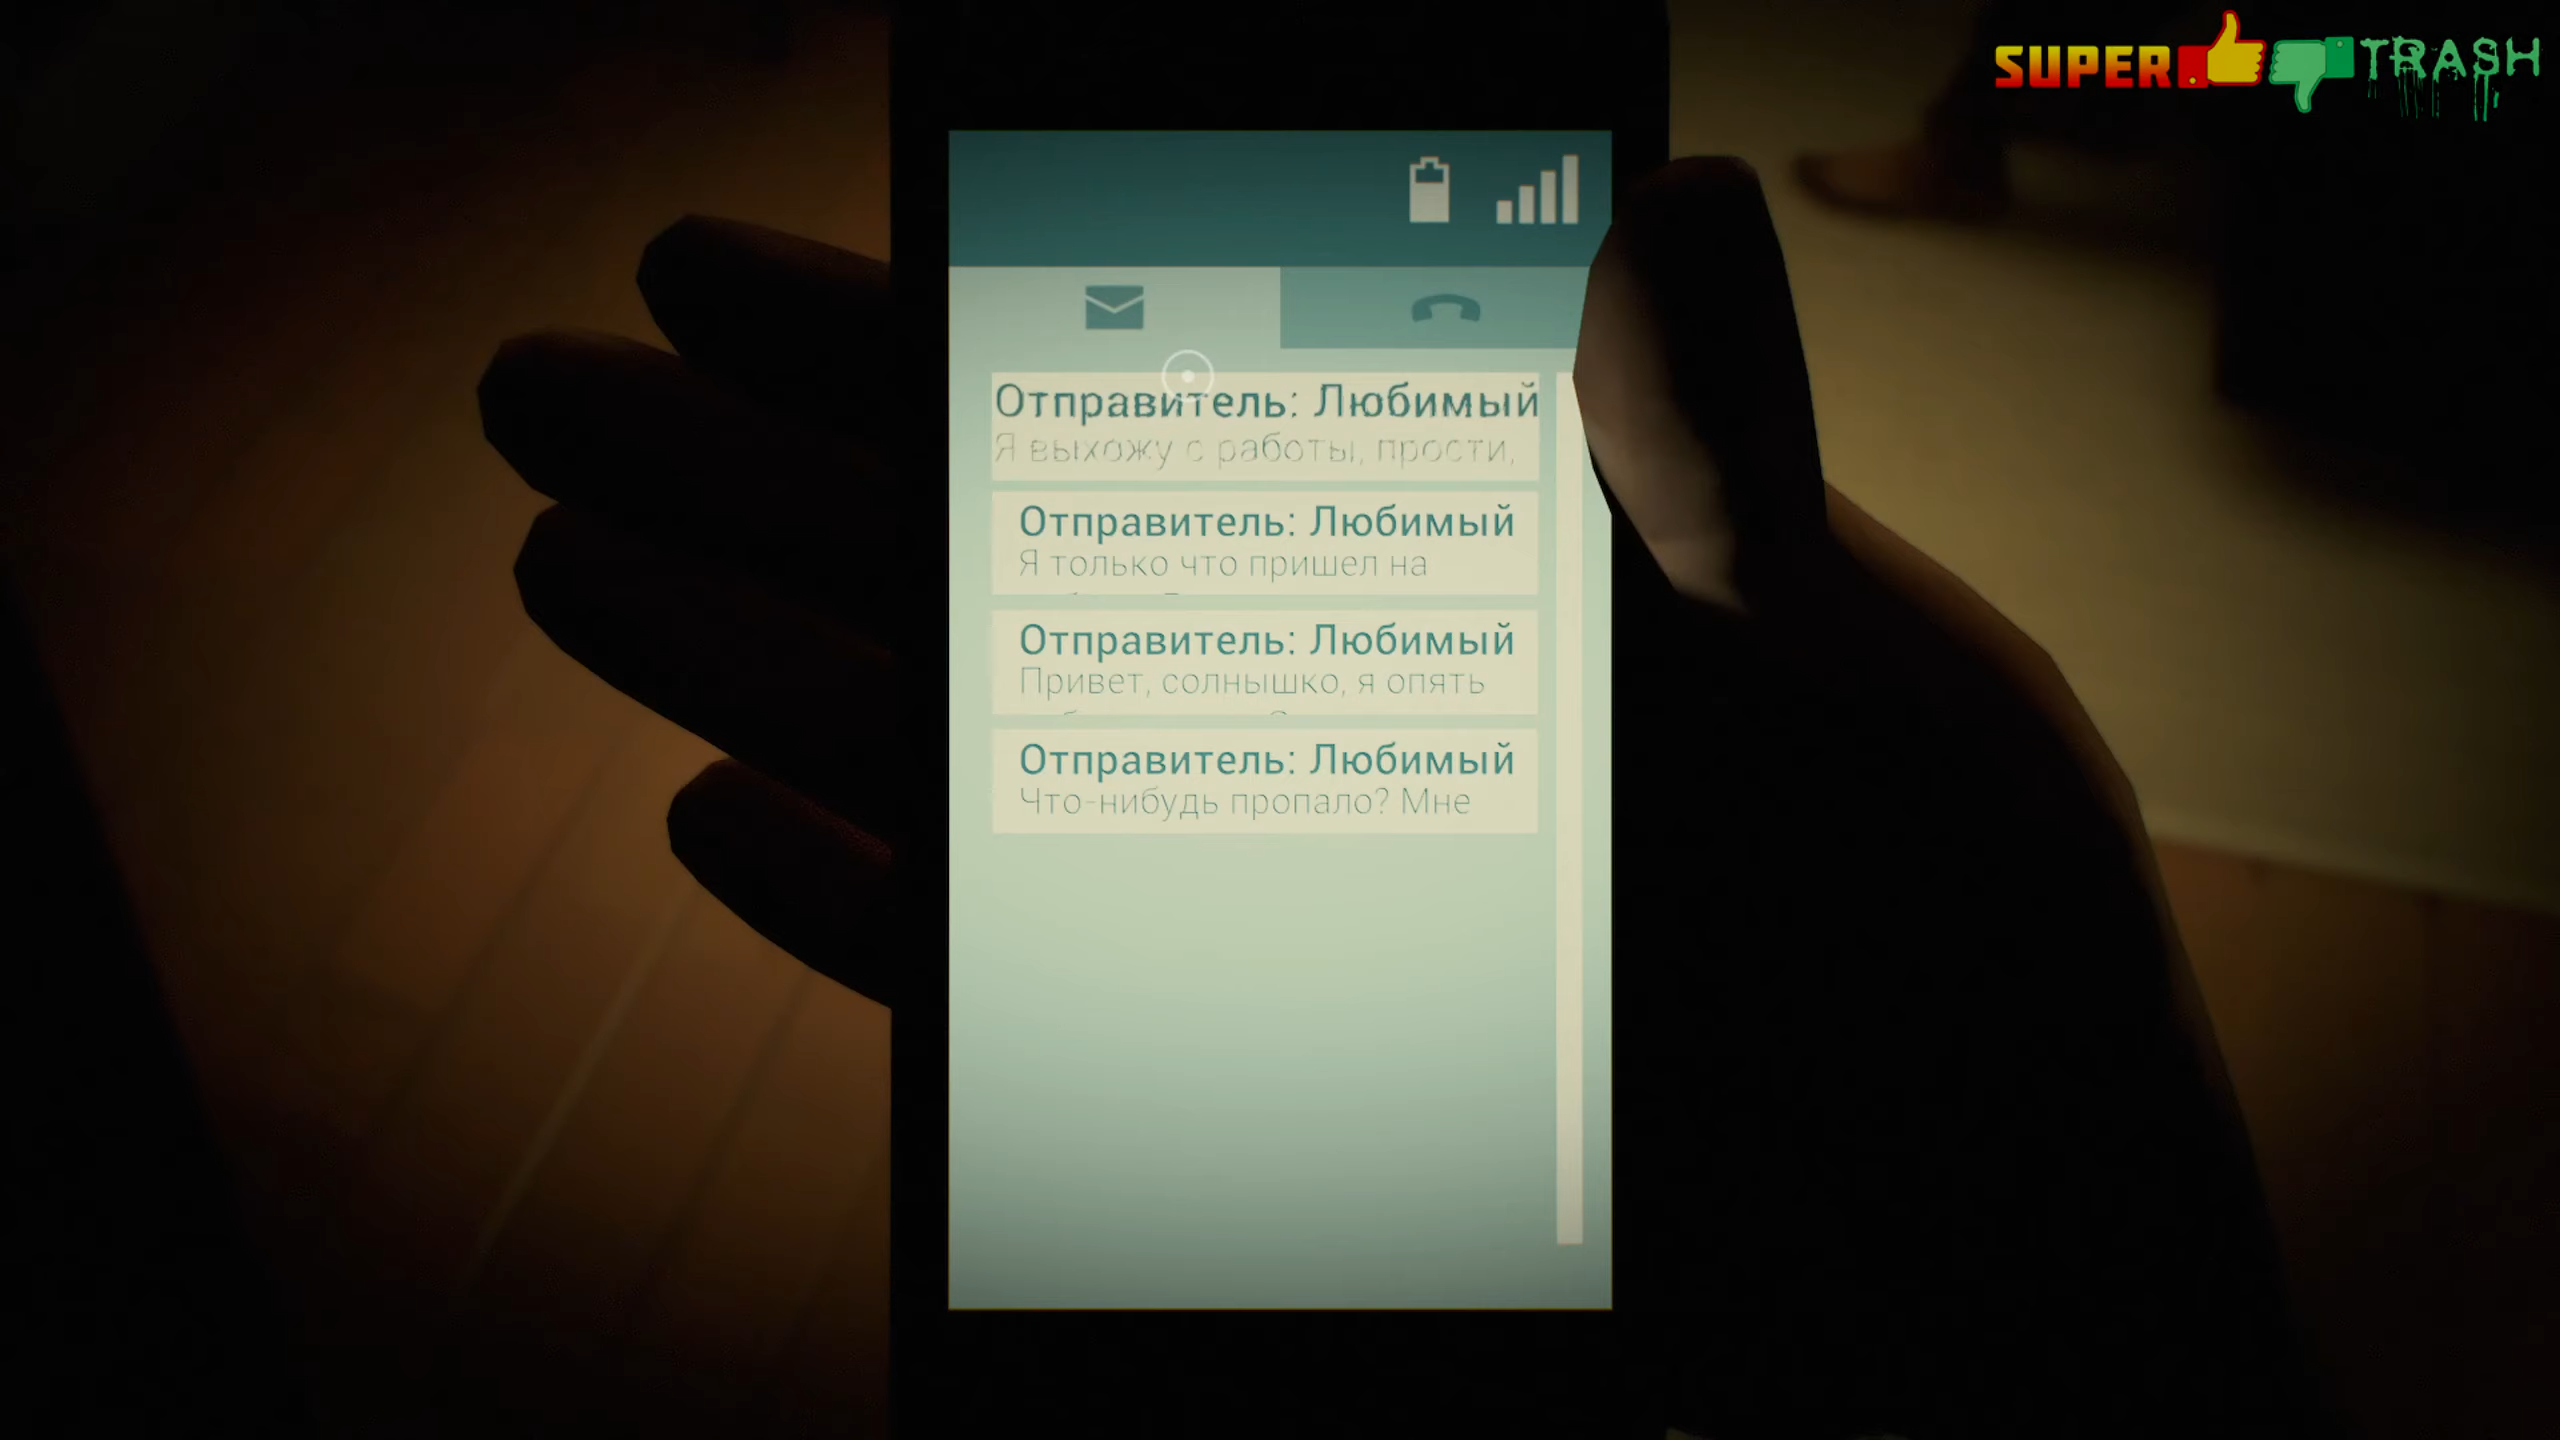 SUPER TRASH
Отправитель: Любимый
Я выхожу с работы, прости,
Отправитель: Любимый
Я только что пришел на
Отправитель: Любимый
Привет, солнышко, я опять
Отправитель: Любимый
Что-нибудь пропало? Мне